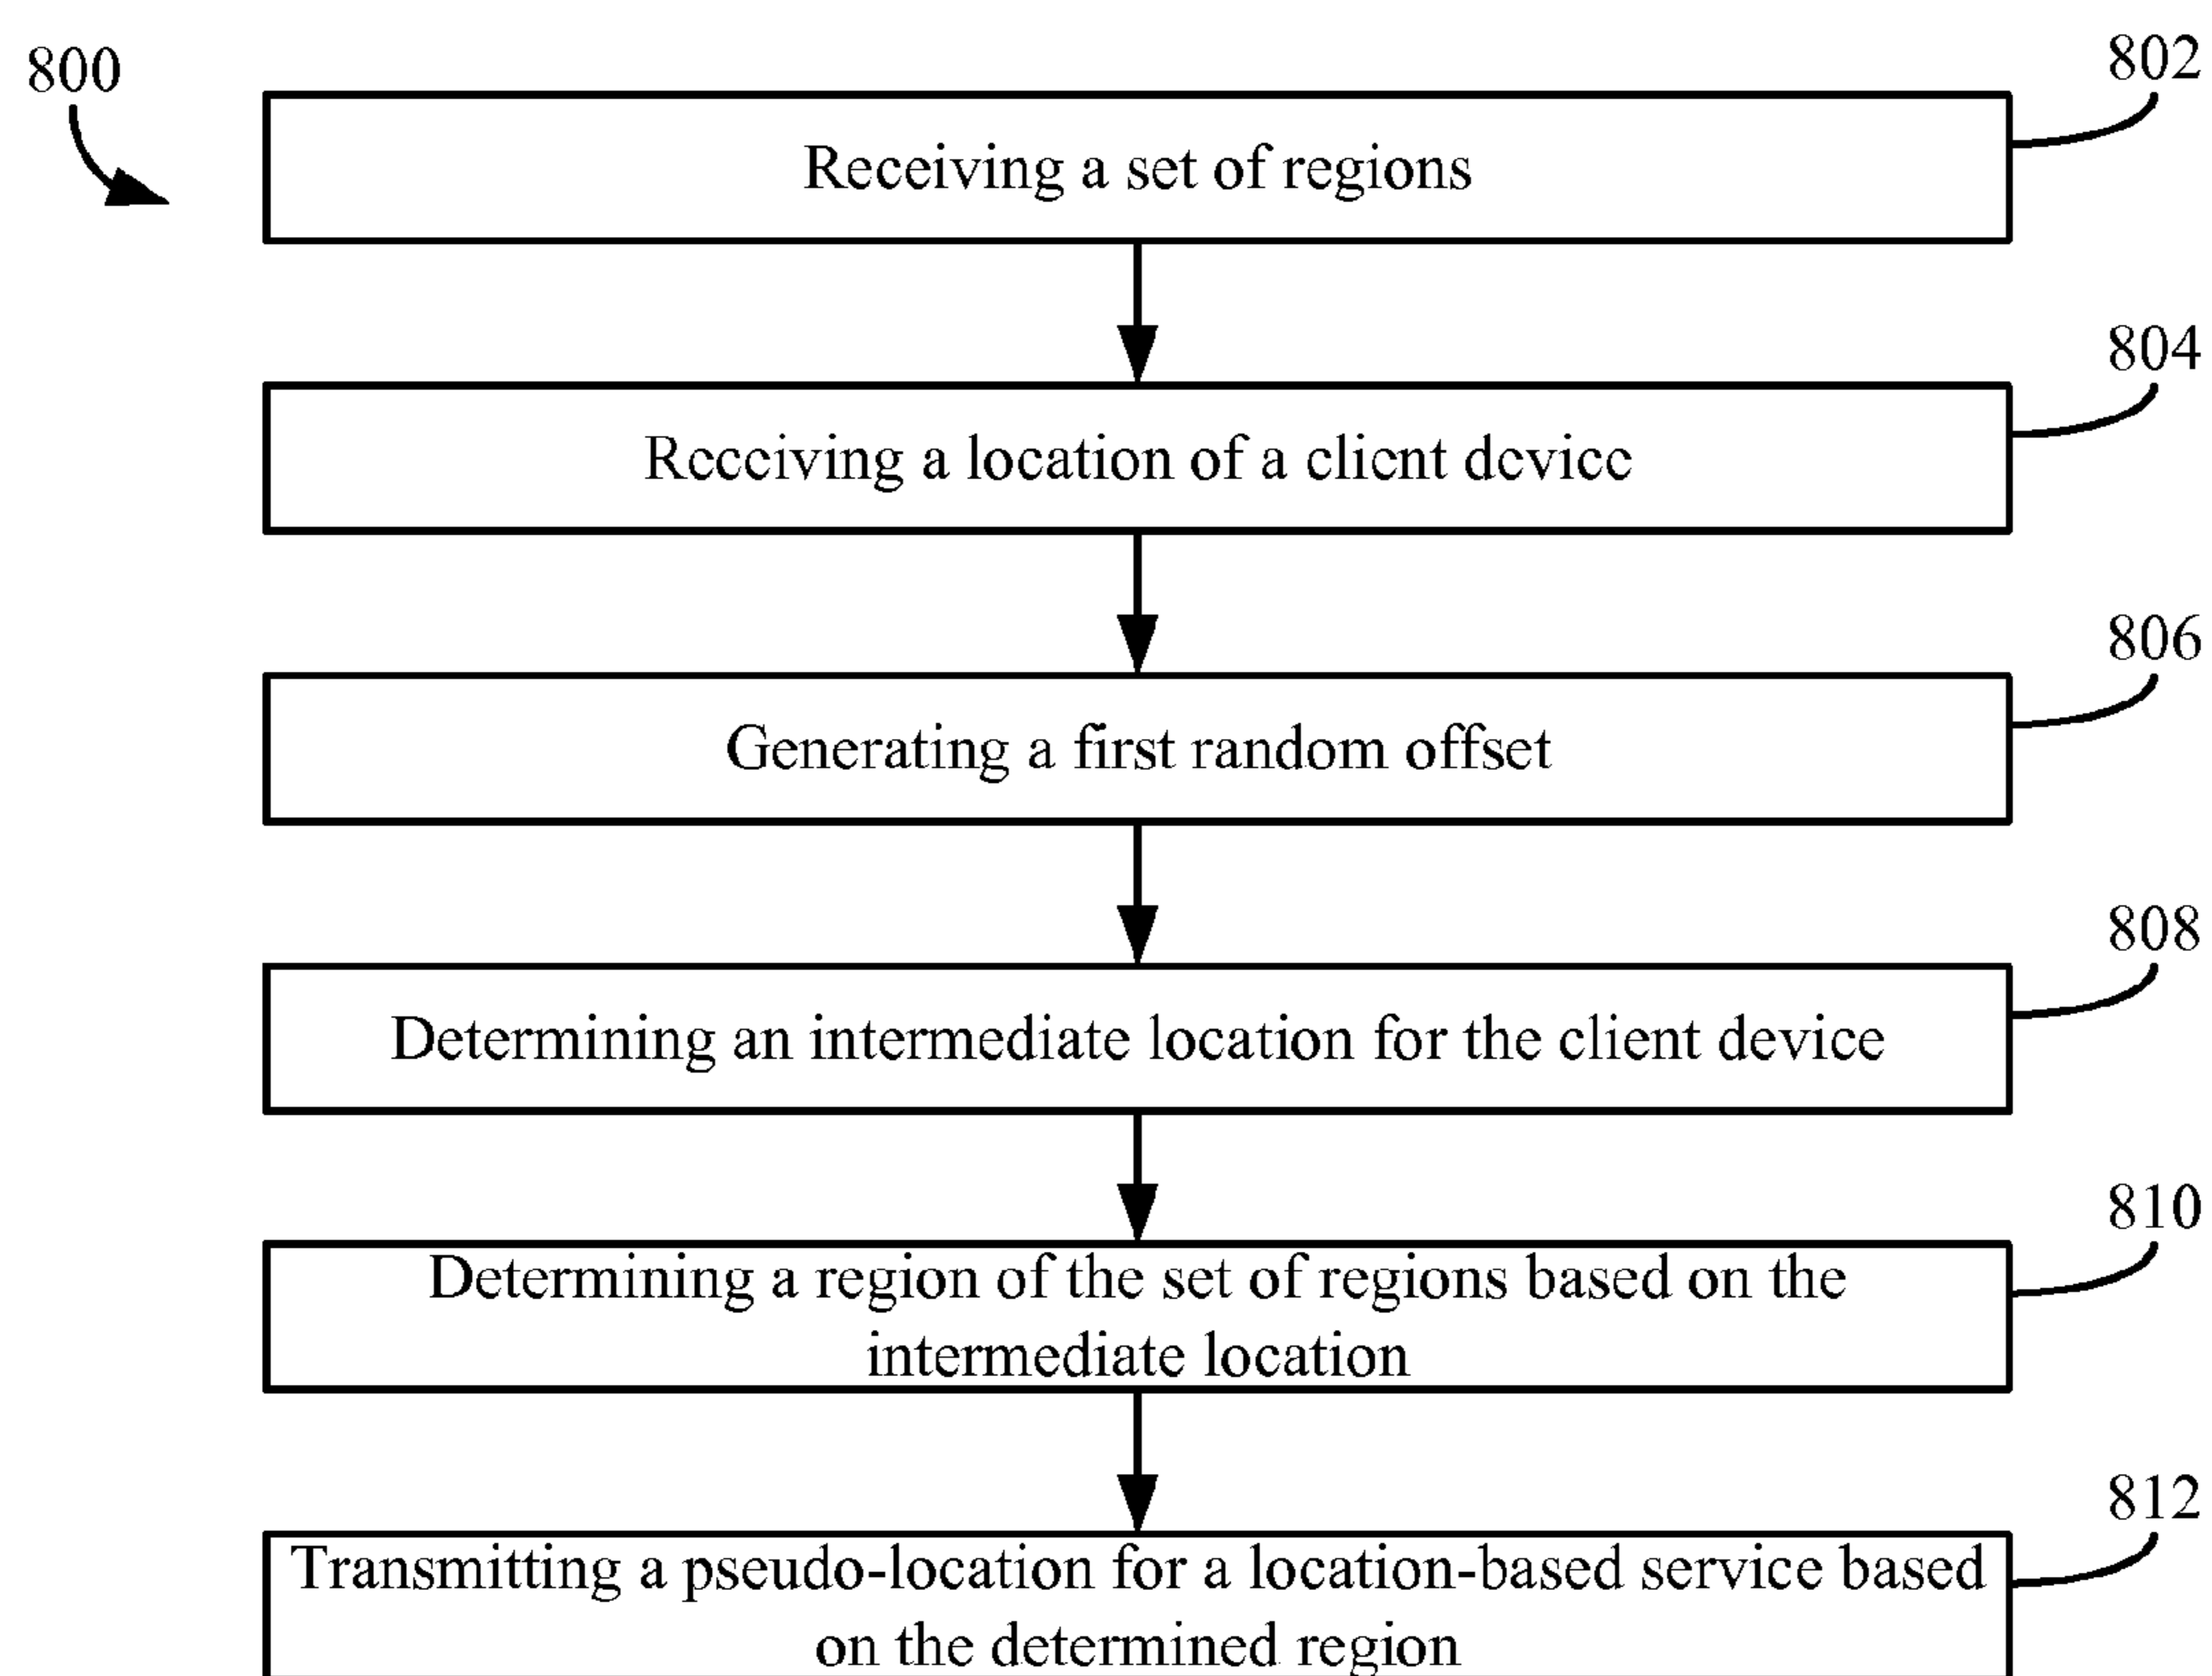 800
802
Receiving a set of regions
804
Receiving a location of a client device
806
Generating a first random offset
808
Determining an intermediate location for the client device
810
Determining a region of the set of regions based on the
intermediate location
812
Transmitting a pseudo-location for a location-based service based
on the determined region